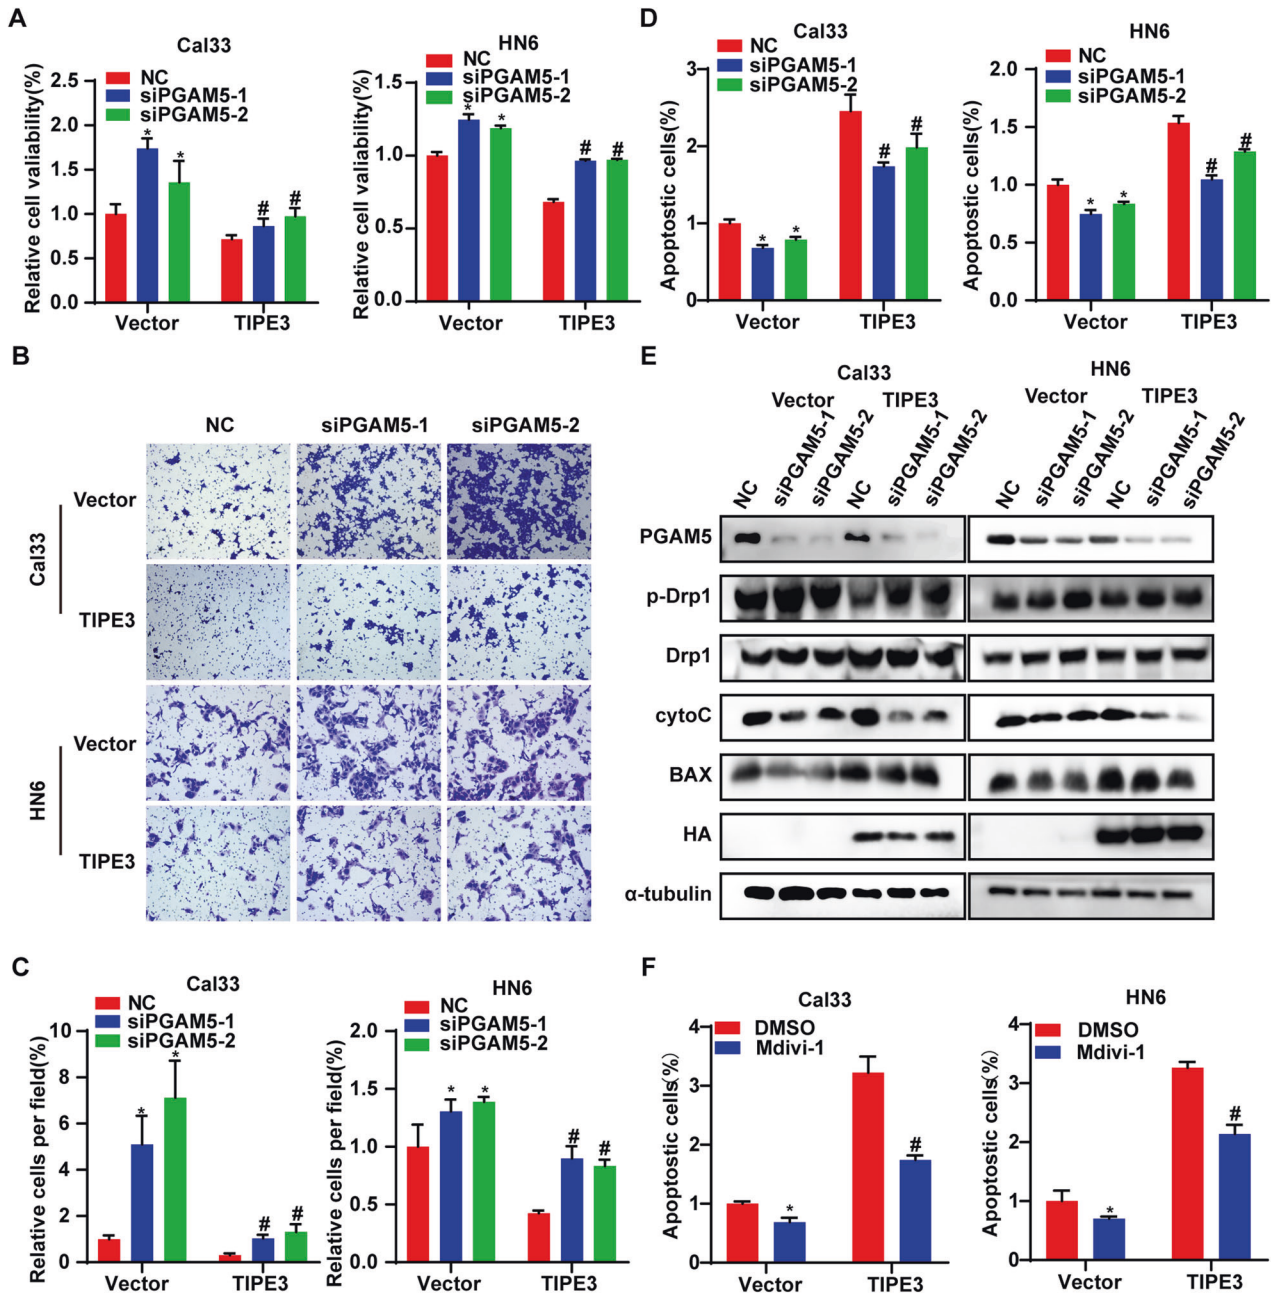 A
Cal33
NC
siPGAM5-1
siPGAM5-2
Relative cell valiability(%)
2.5
2.0
1.5
1.0
0.5
0.0
*
*
#
#
Vector
TIPE3
HN6
NC
siPGAM5-1
siPGAM5-2
Relative cell valiability(%)
1.5
1.0
0.5
0.0
*
*
#
#
Vector
TIPE3
D
Cal33
NC
siPGAM5-1
siPGAM5-2
Apoptostic cells(%)
3
2
1
0
*
*
#
#
Vector
TIPE3
HN6
NC
siPGAM5-1
siPGAM5-2
Apoptostic cells(%)
2.0
1.5
1.0
0.5
0.0
*
*
#
#
Vector
TIPE3
B
NC
siPGAM5-1
siPGAM5-2
Cal33
Vector
TIPE3
HN6
Vector
TIPE3
E
Cal33
Vector
TIPE3
NC
siPGAM5-1
siPGAM5-2
NC
siPGAM5-1
siPGAM5-2
HN6
Vector
TIPE3
NC
siPGAM5-1
siPGAM5-2
NC
siPGAM5-1
siPGAM5-2
PGAM5
p-Drp1
Drp1
cytoC
BAX
HA
α-tubulin
C
Cal33
NC
siPGAM5-1
siPGAM5-2
Relative cells per field(%)
10
8
6
4
2
0
*
*
#
#
Vector
TIPE3
HN6
NC
siPGAM5-1
siPGAM5-2
Relative cells per field(%)
2.0
1.5
1.0
0.5
0.0
*
*
#
#
Vector
TIPE3
F
Cal33
DMSO
Mdivi-1
Apoptostic cells(%)
4
3
2
1
0
*
#
Vector
TIPE3
HN6
DMSO
Mdivi-1
Apoptostic cells(%)
4
3
2
1
0
*
#
Vector
TIPE3